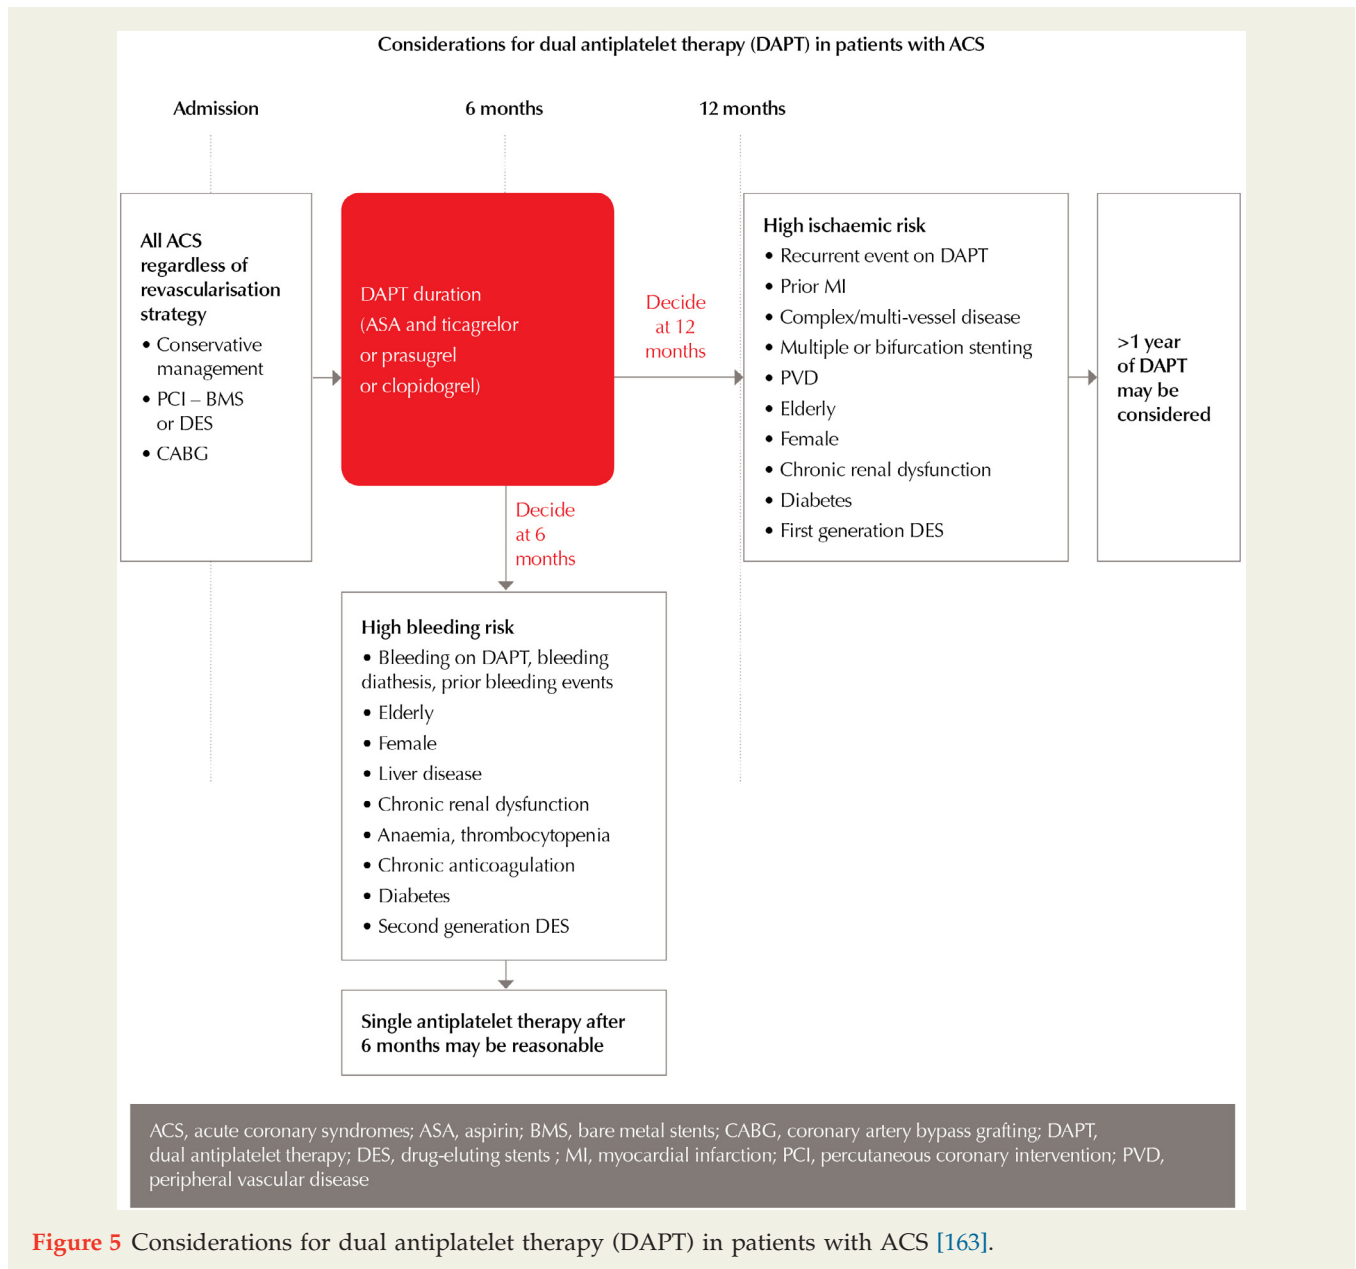 Considerations for dual antiplatelet therapy (DAPT) in patients with ACS
Admission
6 months
12 months
All ACS
regardless of
revascularisation
strategy
• Conservative
management
• PCI – BMS
or DES
• CABG
DAPT duration
(ASA and ticagrelor
or prasugrel
or clopidogrel)
Decide
at 12
months
High ischaemic risk
• Recurrent event on DAPT
• Prior MI
• Complex/multi-vessel disease
• Multiple or bifurcation stenting
• PVD
• Elderly
• Female
• Chronic renal dysfunction
• Diabetes
• First generation DES
>1 year
of DAPT
may be
considered
Decide
at 6
months
High bleeding risk
• Bleeding on DAPT, bleeding
diathesis, prior bleeding events
• Elderly
• Female
• Liver disease
• Chronic renal dysfunction
• Anaemia, thrombocytopenia
• Chronic anticoagulation
• Diabetes
• Second generation DES
Single antiplatelet therapy after
6 months may be reasonable
ACS, acute coronary syndromes; ASA, aspirin; BMS, bare metal stents; CABG, coronary artery bypass grafting; DAPT,
dual antiplatelet therapy; DES, drug-eluting stents ; MI, myocardial infarction; PCI, percutaneous coronary intervention; PVD,
peripheral vascular disease
Figure 5 Considerations for dual antiplatelet therapy (DAPT) in patients with ACS [163].